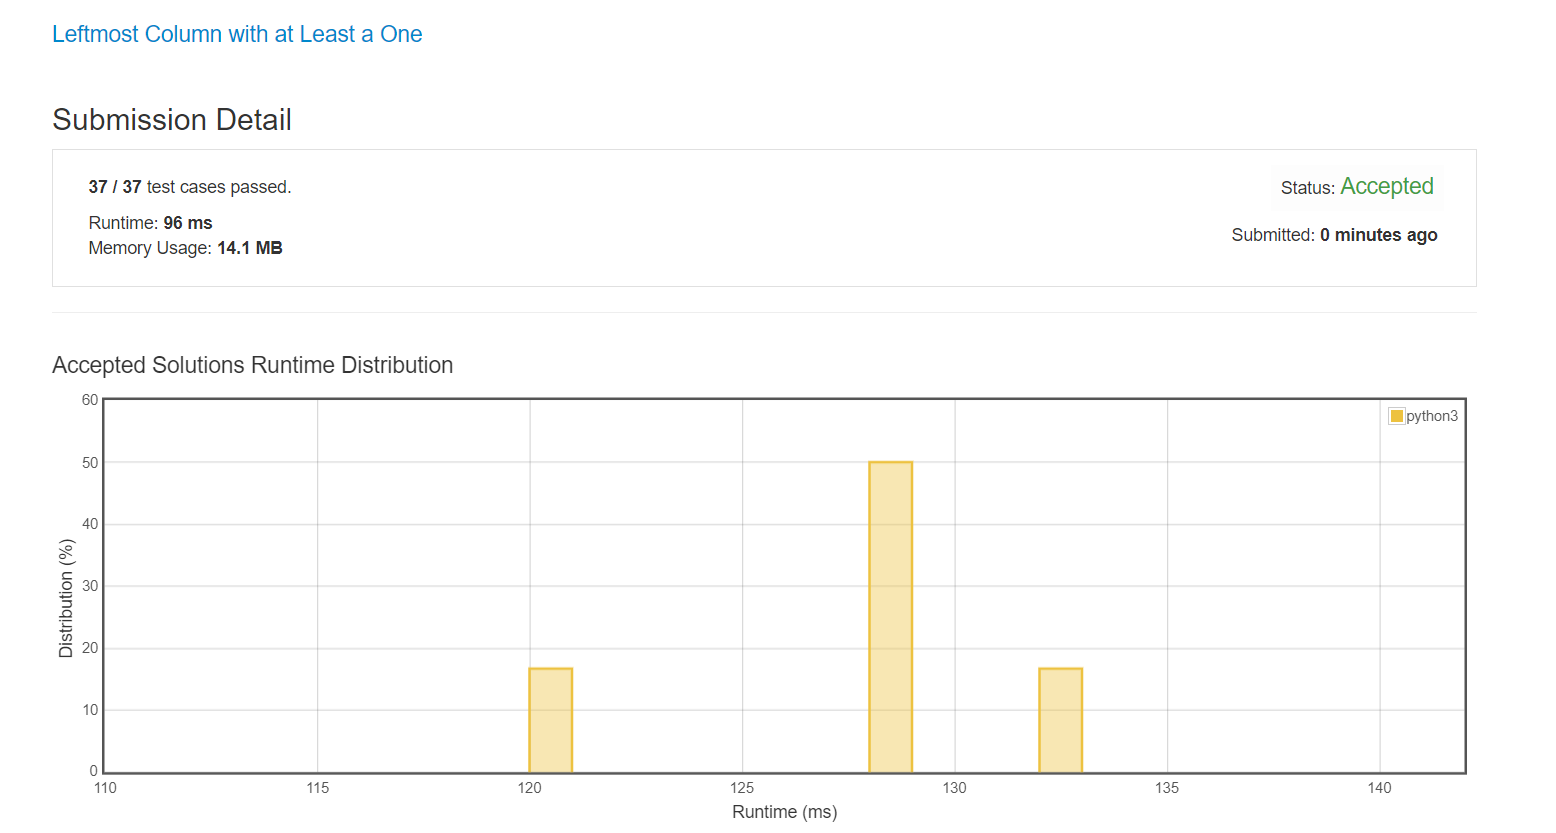 Leftmost Column with at Least a One
Submission Detail
37 / 37 test cases passed.
Status: Accepted
Runtime: 96 ms
Memory Usage: 14.1 MB
Submitted: 0 minutes ago
Accepted Solutions Runtime Distribution
60
python3
50
40
30
20
10
0
Distribution (%)
110 115 120 125 130 135 140
Runtime (ms)